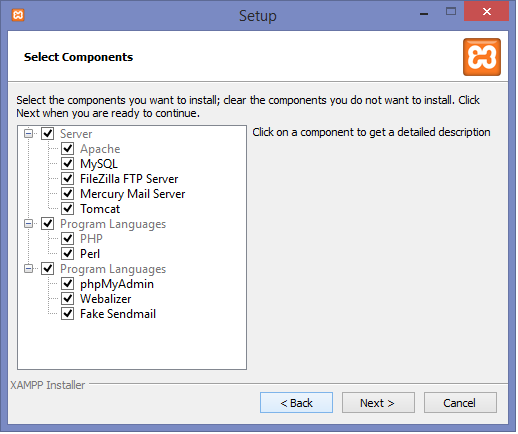 Setup
Select Components
Select the components you want to install; clear the components you do not want to install. Click
Next when you are ready to continue.
Server
Apache
MySQL
FileZilla FTP Server
Mercury Mail Server
Tomcat
Program Languages
PHP
Perl
Program Languages
phpMyAdmin
Webalizer
Fake Sendmail
Click on a component to get a detailed description
XAMPP Installer
< Back
Next >
Cancel